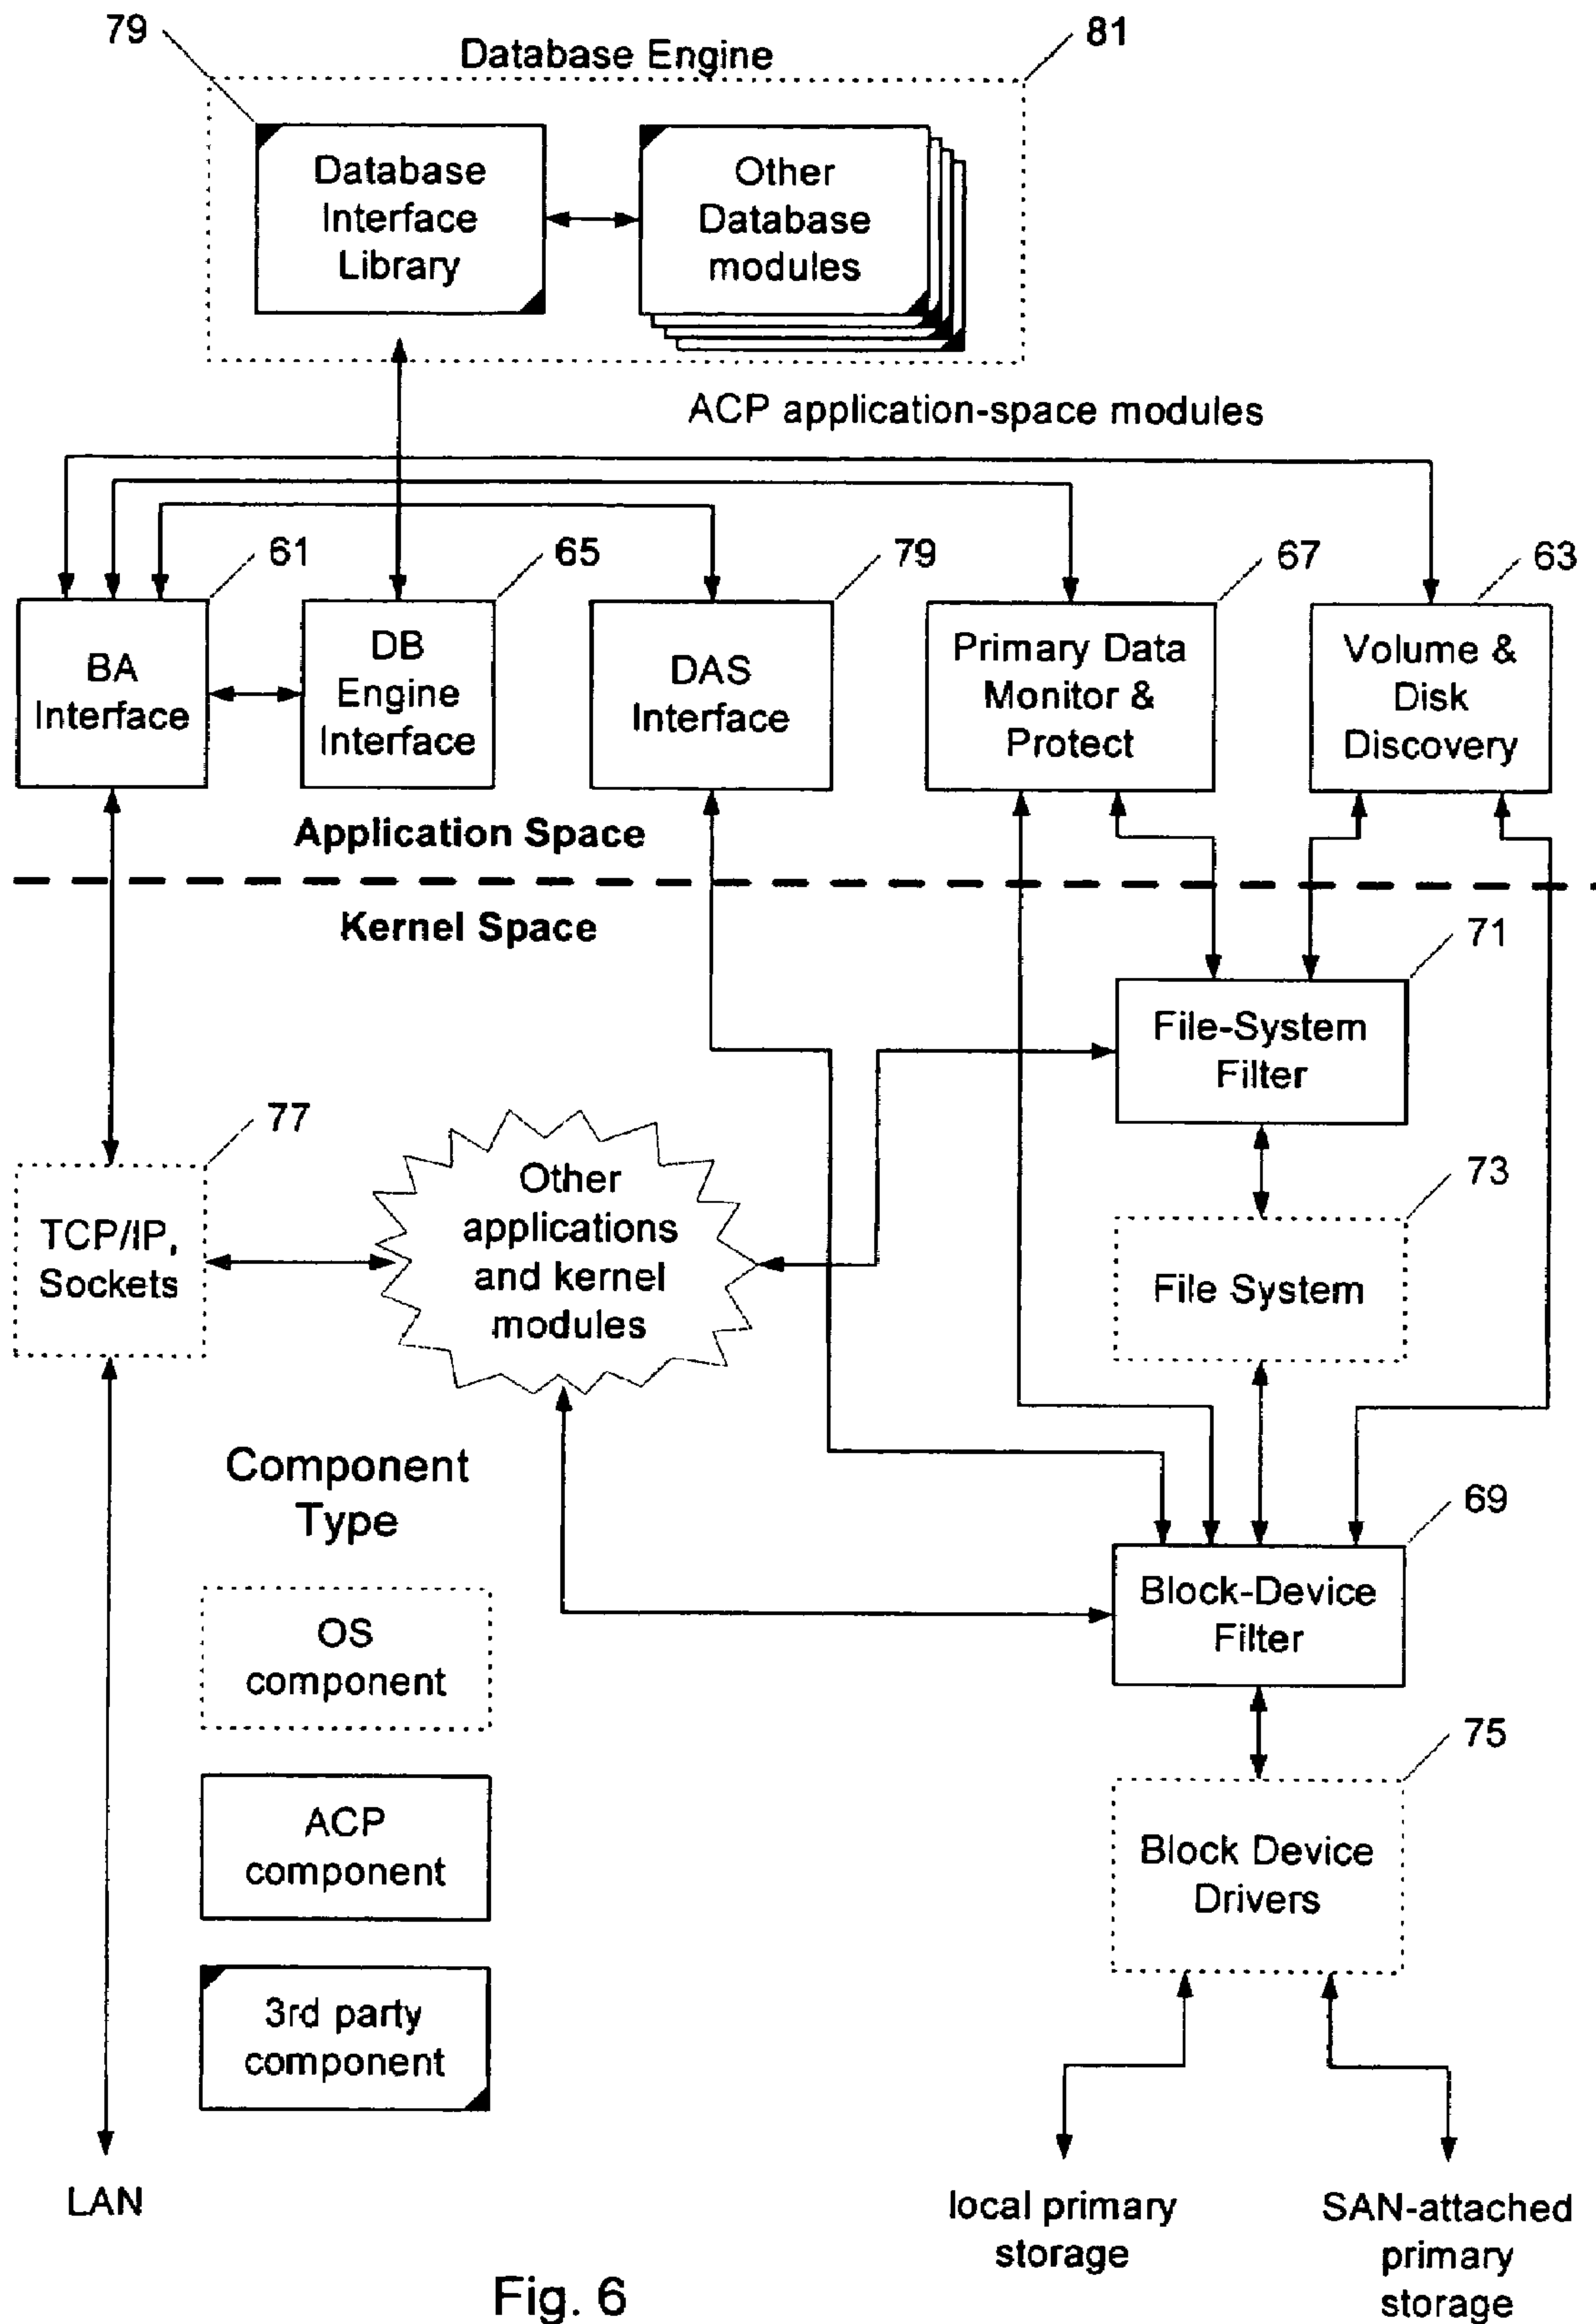 79
Database Engine
81
Database
Interface
Library
Other
Database
modules
ACP application-space modules
61
65
79
67
63
BA
Interface
DB
Engine
Interface
DAS
Interface
Primary Data
Monitor &
Protect
Volume &
Disk
Discovery
Application Space
Kernel Space
71
File-System
Filter
77
TCP/IP,
Sockets
Other
applications
and kernel
modules
73
File System
Component
Type
69
Block-Device
Filter
OS
component
75
Block Device
Drivers
ACP
component
3rd party
component
LAN
local primary
storage
SAN-attached
primary
storage
Fig. 6